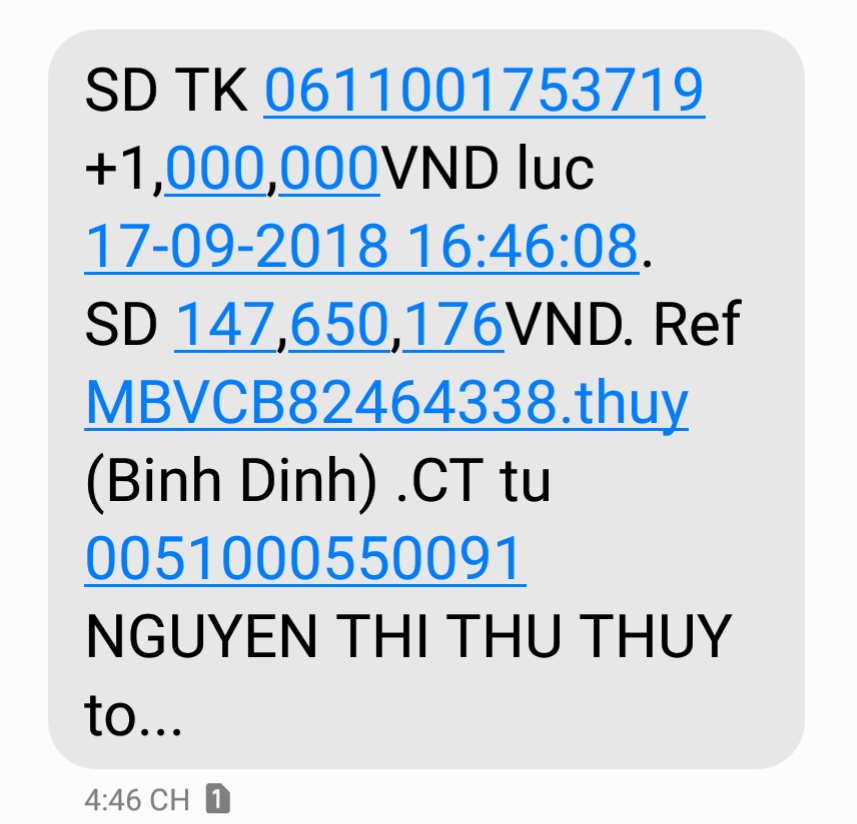 SD TK 0611001753719
+1,000,000VND luc
17-09-2018 16:46:08.
SD 147,650,176VND. Ref
MBVCB82464338.thuy
(Binh Dinh) .CT tu
0051000550091
NGUYEN THI THU THUY
to...
4:46 CH 1